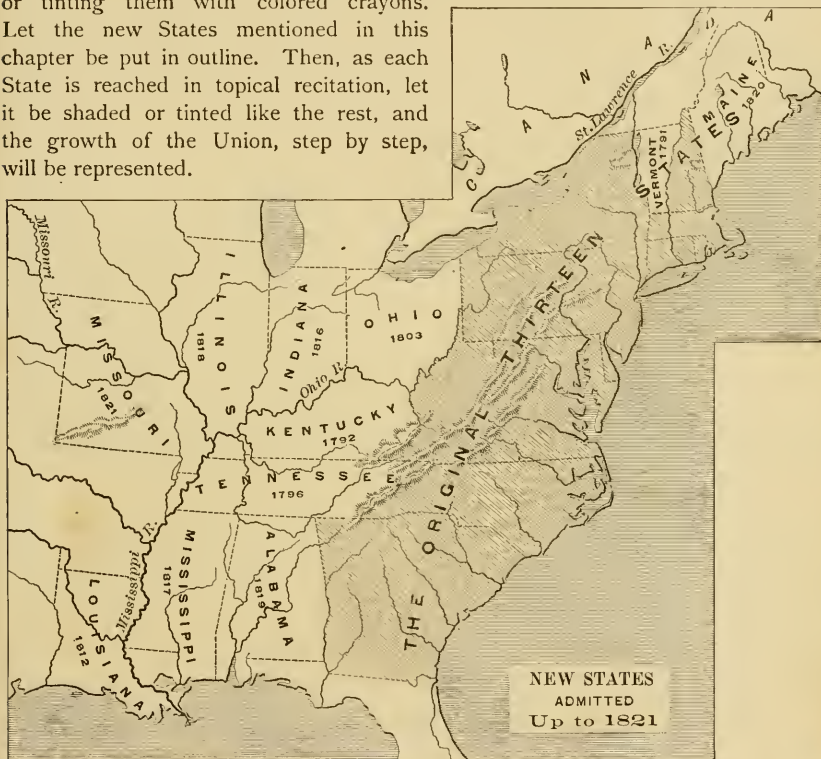 or tinting them with colored crayons.
Let the new States mentioned in this
chapter be put in outline. Then, as each
State is reached in topical recitation, let
it be shaded or tinted like the rest, and
the growth of the Union, step by step,
will be represented.
CANADA
St. Lawrence R.
MAINE
1820
VERMONT
1791
STATES
Missouri R.
MISSOURI
1821
ILLINOIS
1818
INDIANA
1816
OHIO
1803
Ohio R.
KENTUCKY
1792
TENNESSEE
1796
THE ORIGINAL THIRTEEN
Mississippi R.
MISSISSIPPI
1817
ALABAMA
1819
LOUISIANA
1812
NEW STATES
ADMITTED
Up to 1821